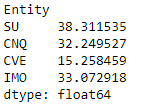 Entity
SU     38.311535
CNQ    32.249527
CVE    15.258459
IMO    33.072918
dtype: float64